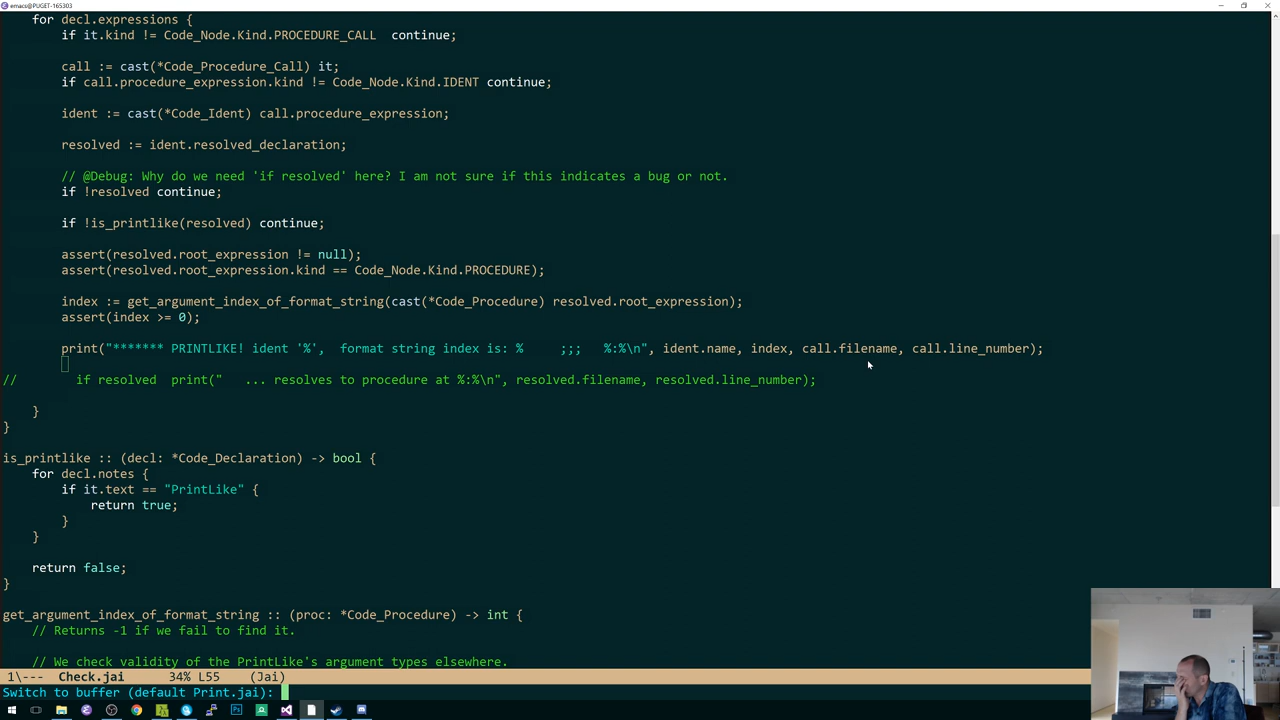 emacs@PUGET-165303
for decl.expressions {
if it.kind != Code_Node.Kind.PROCEDURE_CALL  continue;
call := cast(*Code_Procedure_Call) it;
if call.procedure_expression.kind != Code_Node.Kind.IDENT continue;
ident := cast(*Code_Ident) call.procedure_expression;
resolved := ident.resolved_declaration;
// @Debug: Why do we need 'if resolved' here? I am not sure if this indicates a bug or not.
if !resolved continue;
if !is_printlike(resolved) continue;
assert(resolved.root_expression != null);
assert(resolved.root_expression.kind == Code_Node.Kind.PROCEDURE);
index := get_argument_index_of_format_string(cast(*Code_Procedure) resolved.root_expression);
assert(index >= 0);
print("******* PRINTLIKE! ident '%',  format string index is: %     ;;;   %:%\n", ident.name, index, call.filename, call.line_number);
//        if resolved  print("   ... resolves to procedure at %:%\n", resolved.filename, resolved.line_number);
}
}
is_printlike :: (decl: *Code_Declaration) -> bool {
for decl.notes {
if it.text == "PrintLike" {
return true;
}
}
return false;
}
get_argument_index_of_format_string :: (proc: *Code_Procedure) -> int {
// Returns -1 if we fail to find it.
// We check validity of the PrintLike's argument types elsewhere.
1\---  Check.jai      34% L55    (Jai)
Switch to buffer (default Print.jai):